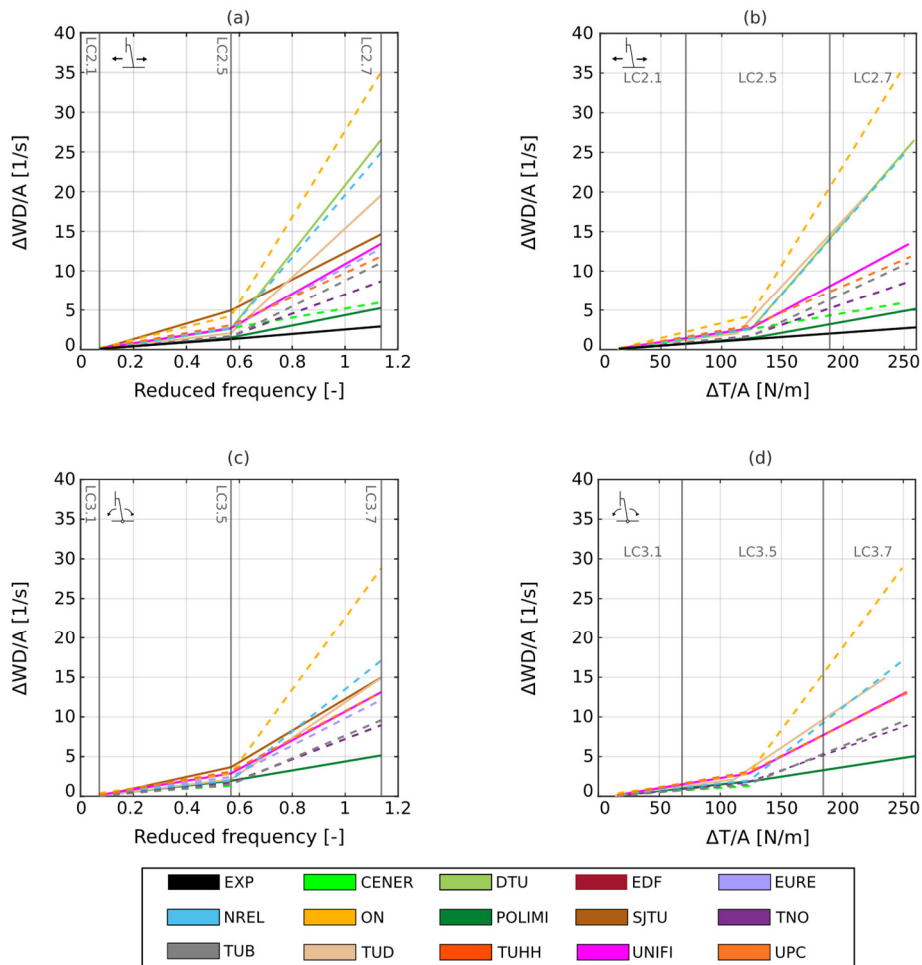 (a)
(b)
40
35
30
25
20
15
10
5
0
ΔWD/A [1/s]
LC2.1
LC2.5
LC2.7
0 0.2 0.4 0.6 0.8 1 1.2
Reduced frequency [-]
40
35
30
25
20
15
10
5
0
ΔWD/A [1/s]
LC2.1
LC2.5
LC2.7
0 50 100 150 200 250
ΔT/A [N/m]
(c)
(d)
40
35
30
25
20
15
10
5
0
ΔWD/A [1/s]
LC3.1
LC3.5
LC3.7
0 0.2 0.4 0.6 0.8 1 1.2
Reduced frequency [-]
40
35
30
25
20
15
10
5
0
ΔWD/A [1/s]
LC3.1
LC3.5
LC3.7
0 50 100 150 200 250
ΔT/A [N/m]
EXP CENER DTU EDF EURE
NREL ON POLIMI SJTU TNO
TUB TUD TUHH UNIFI UPC